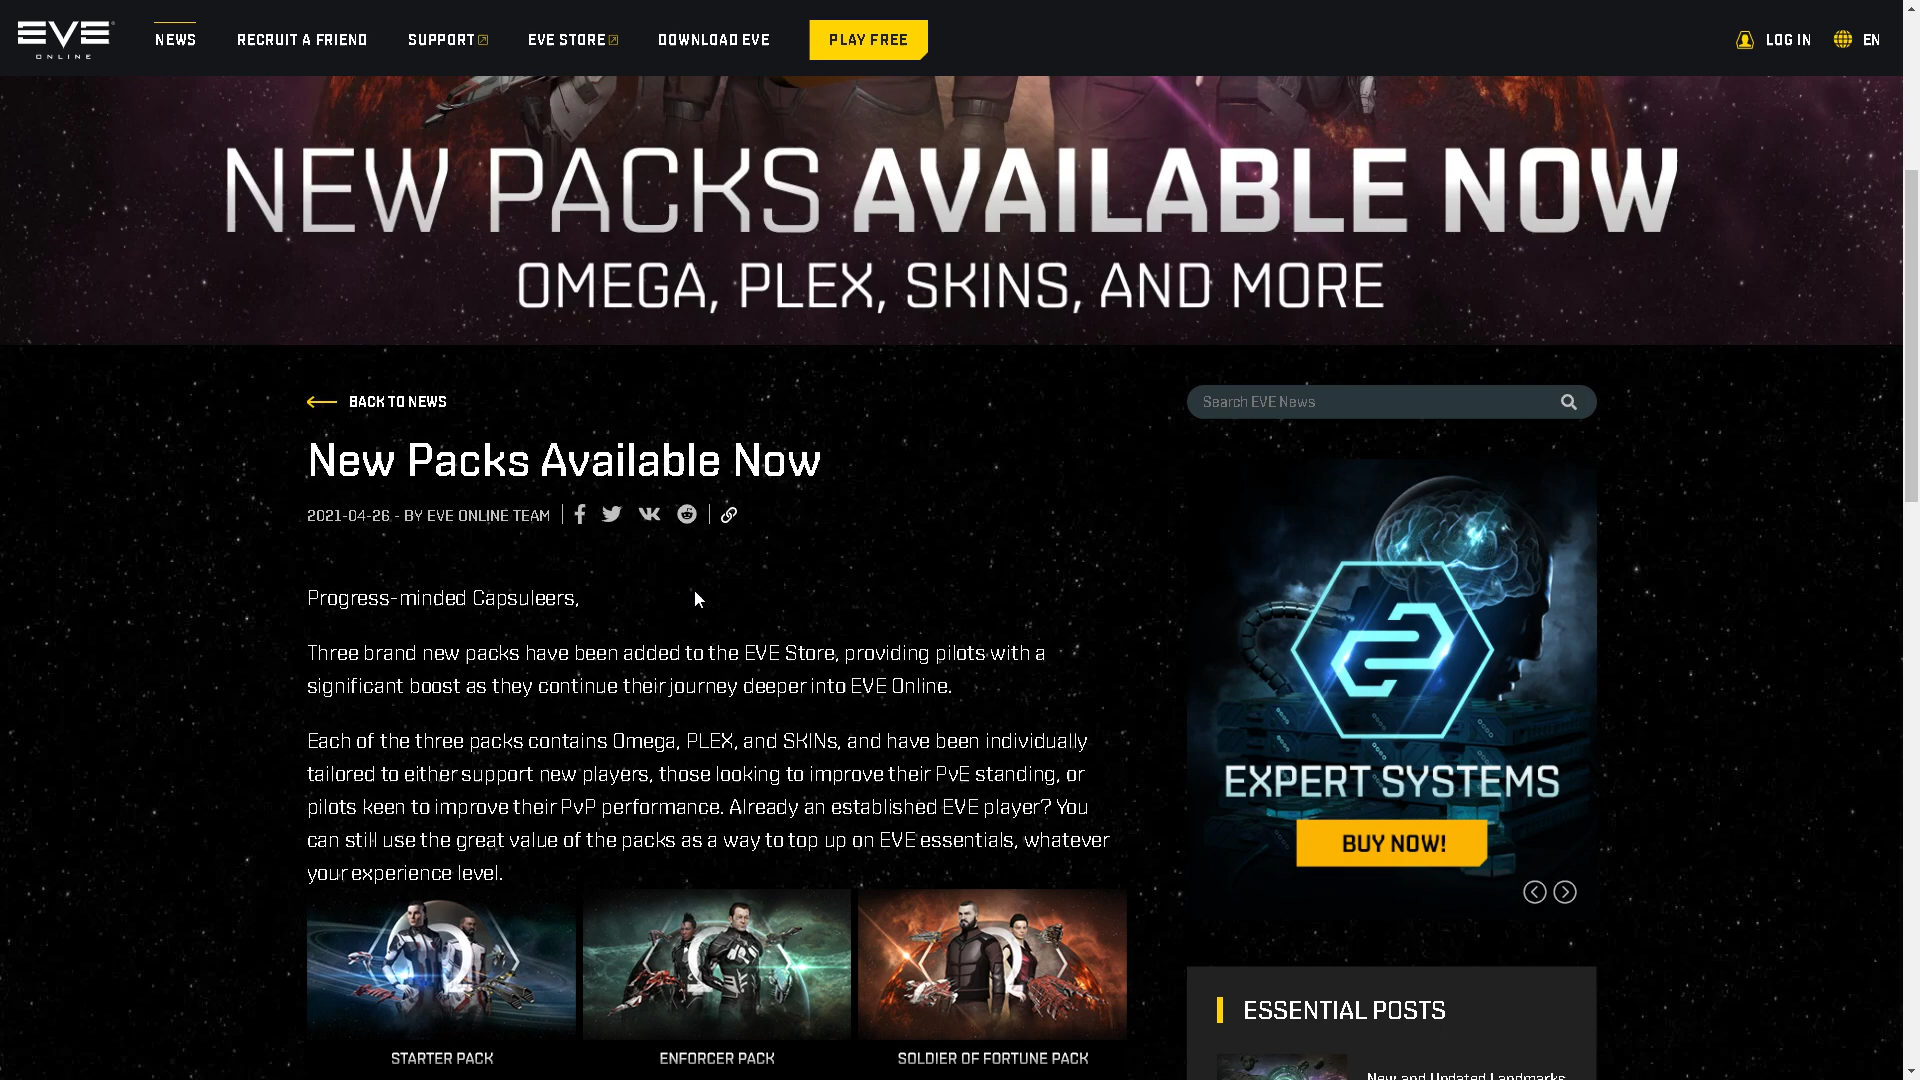 EVE
ONLINE
NEWS
RECRUIT A FRIEND
SUPPORT
EVE STORE
DOWNLOAD EVE
PLAY FREE
LOG IN
EN
NEW PACKS AVAILABLE NOW
OMEGA, PLEX, SKINS, AND MORE
BACK TO NEWS
Search EVE News
New Packs Available Now
2021-04-26 - BY EVE ONLINE TEAM
Progress-minded Capsuleers,
Three brand new packs have been added to the EVE Store, providing pilots with a
significant boost as they continue their journey deeper into EVE Online.
Each of the three packs contains Omega, PLEX, and SKINs, and have been individually
tailored to either support new players, those looking to improve their PvE standing, or
pilots keen to improve their PvP performance. Already an established EVE player? You
can still use the great value of the packs as a way to top up on EVE essentials, whatever
your experience level.
STARTER PACK
ENFORCER PACK
SOLDIER OF FORTUNE PACK
EXPERT SYSTEMS
BUY NOW!
ESSENTIAL POSTS
New and Updated Landmarks